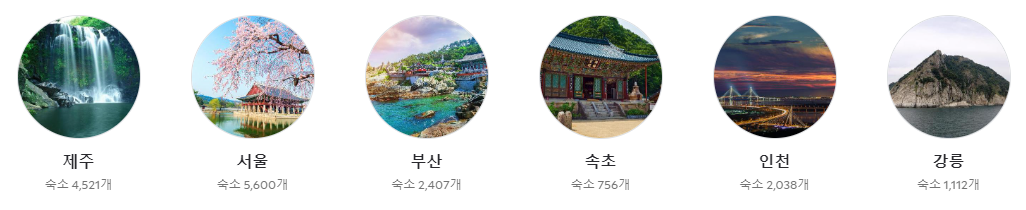 제주
숙소 4,521개
서울
숙소 5,600개
부산
숙소 2,407개
속초
숙소 756개
인천
숙소 2,038개
강릉
숙소 1,112개